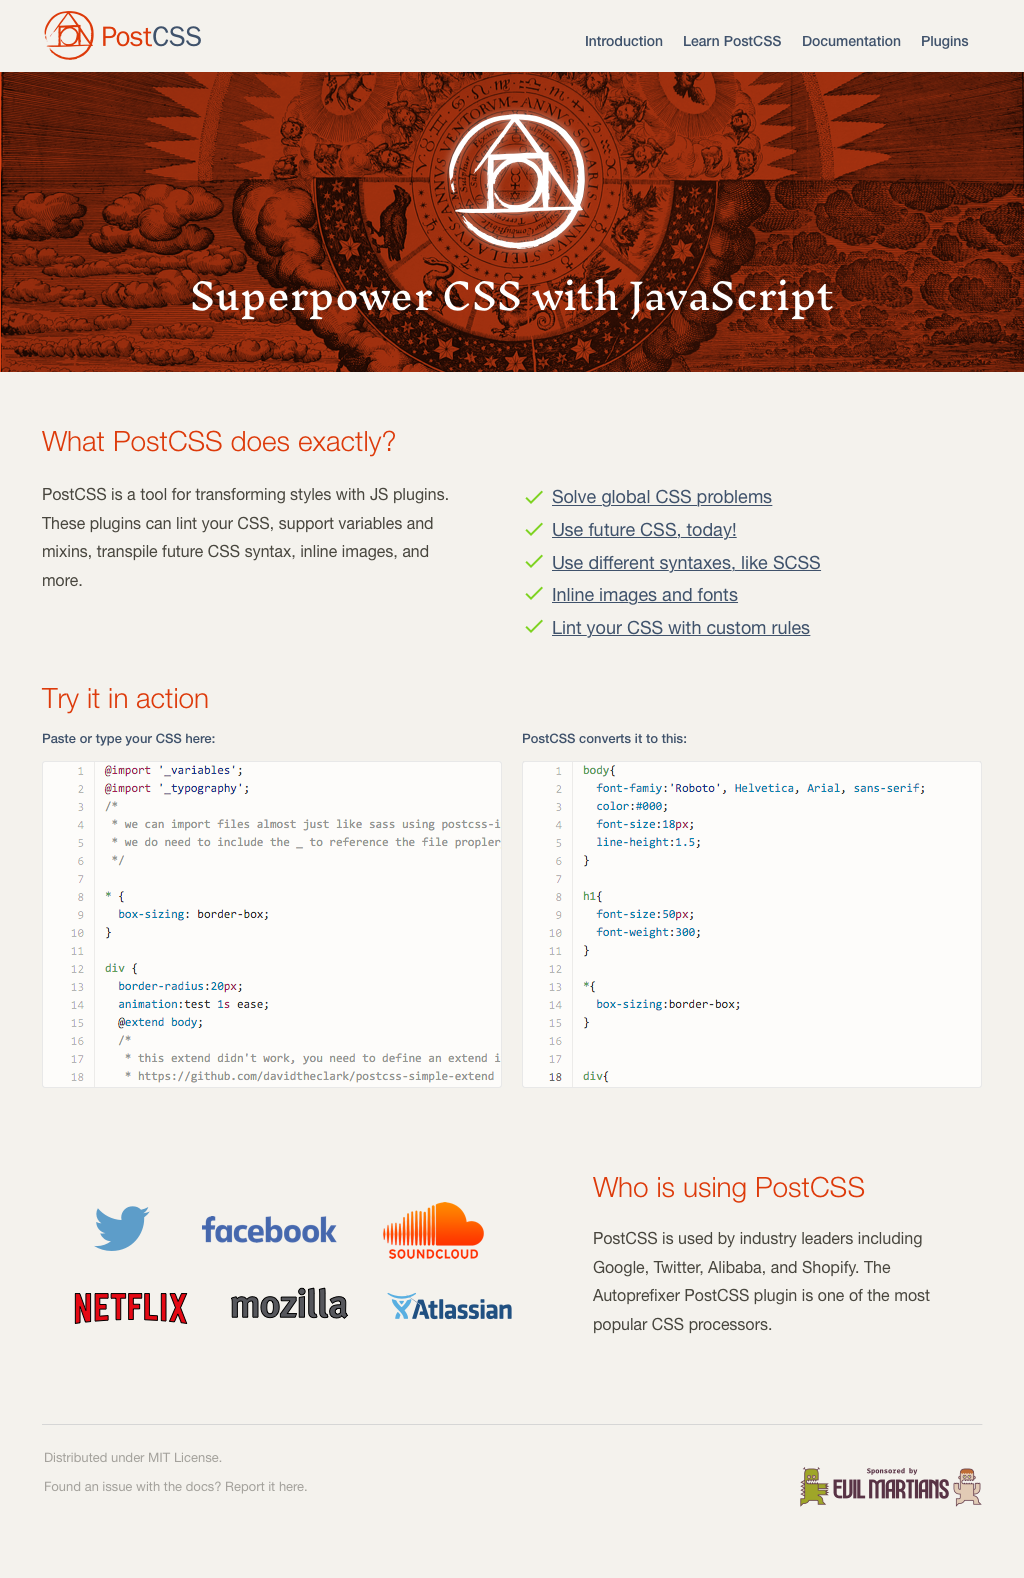 PostCSS
Introduction Learn PostCSS Documentation Plugins
Superpower CSS with JavaScript
What PostCSS does exactly?
PostCSS is a tool for transforming styles with JS plugins.
These plugins can lint your CSS, support variables and
mixins, transpile future CSS syntax, inline images, and
more.
Solve global CSS problems
Use future CSS, today!
Use different syntaxes, like SCSS
Inline images and fonts
Lint your CSS with custom rules
Try it in action
Paste or type your CSS here:
1 @import '_variables';
2 @import '_typography';
3 /*
4 * we can import files almost just like sass using postcss-i
5 * we do need to include the _ to reference the file propler
6 */
7
8 * {
9 box-sizing: border-box;
10 }
11
12 div {
13 border-radius:20px;
14 animation:test 1s ease;
15 @extend body;
16 /*
17 * this extend didn't work, you need to define an extend i
18 * https://github.com/davidtheclark/postcss-simple-extend
PostCSS converts it to this:
1 body{
2 font-famiy:'Roboto', Helvetica, Arial, sans-serif;
3 color:#000;
4 font-size:18px;
5 line-height:1.5;
6 }
7
8 h1{
9 font-size:50px;
10 font-weight:300;
11 }
12
13 *{
14 box-sizing:border-box;
15 }
16
17
18 div{
facebook
SOUNDCLOUD
NETFLIX
mozilla
Atlassian
Who is using PostCSS
PostCSS is used by industry leaders including
Google, Twitter, Alibaba, and Shopify. The
Autoprefixer PostCSS plugin is one of the most
popular CSS processors.
Distributed under MIT License.
Found an issue with the docs? Report it here.
Sponsored by
EVIL MARTIANS